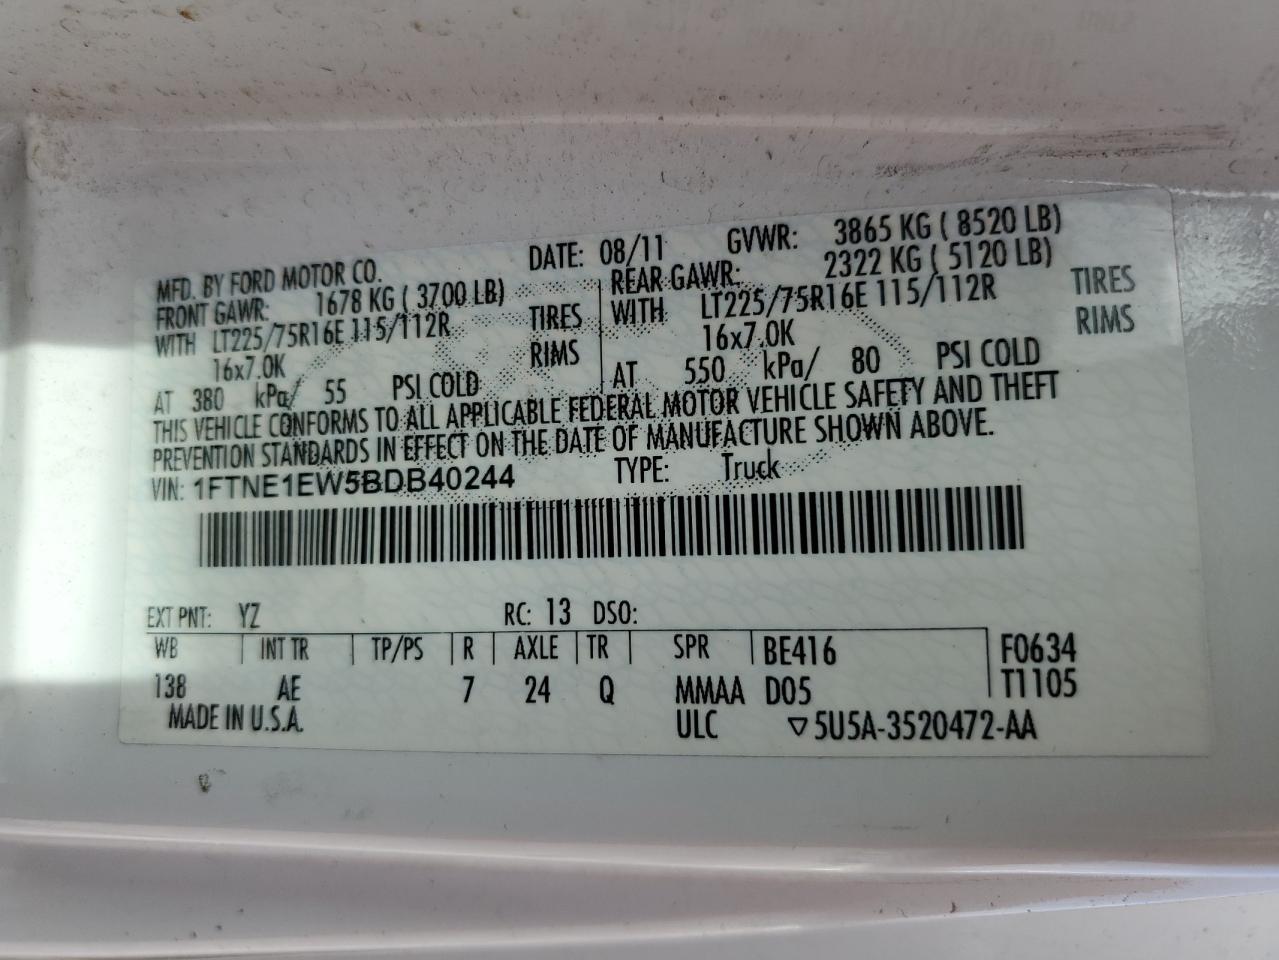 MFD. BY FORD MOTOR CO.
DATE: 08/11 GVWR: 3865 KG ( 8520 LB)
FRONT GAWR: 1678 KG ( 3700 LB)
WITH LT225/75R16E 115/112R TIRES
16x7.0K RIMS
AT 380 kPa/ 55 PSI COLD
REAR GAWR: 2322 KG ( 5120 LB)
WITH LT225/75R16E 115/112R TIRES
16x7.0K RIMS
AT 550 kPa/ 80 PSI COLD
THIS VEHICLE CONFORMS TO ALL APPLICABLE FEDERAL MOTOR VEHICLE SAFETY AND THEFT
PREVENTION STANDARDS IN EFFECT ON THE DATE OF MANUFACTURE SHOWN ABOVE.
VIN: 1FTNE1EW5BDB40244 TYPE: Truck
EXT PNT: YZ RC: 13 DSO:
WB INT TR TP/PS R AXLE TR SPR BE416 F0634
138 AE 7 24 Q MMAA D05 T1105
MADE IN U.S.A. ULC ▽5U5A-3520472-AA